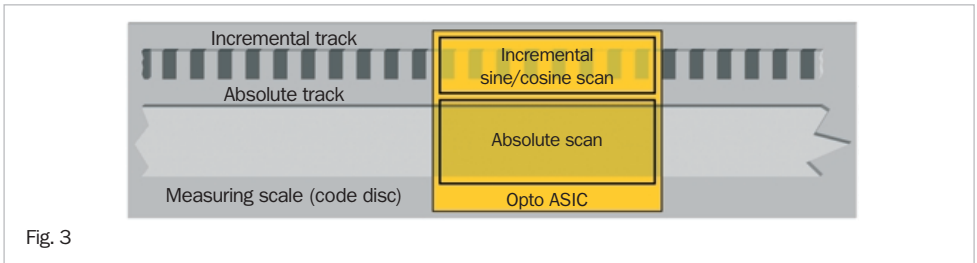 Incremental track
Incremental
sine/cosine scan
Absolute track
Absolute scan
Measuring scale (code disc)
Opto ASIC
Fig. 3